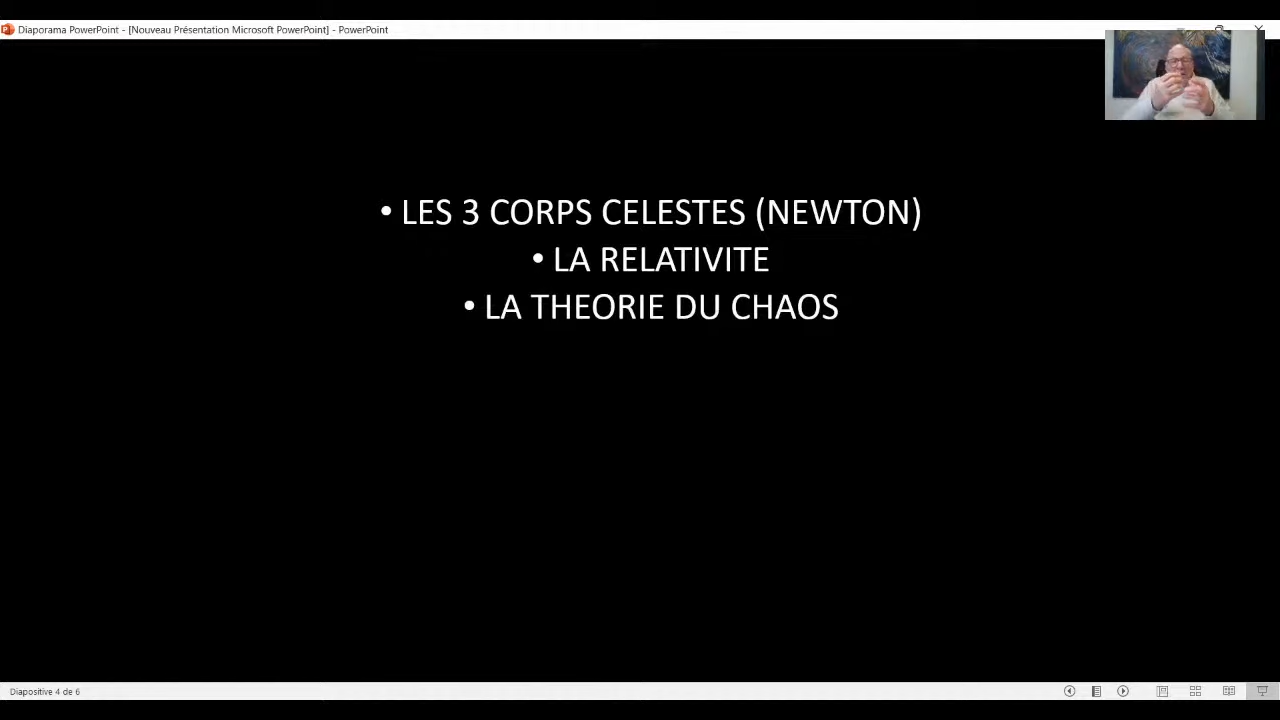 Diaporama PowerPoint - [Nouveau Présentation Microsoft PowerPoint] - PowerPoint
• LES 3 CORPS CELESTES (NEWTON)
• LA RELATIVITE
• LA THEORIE DU CHAOS
Diapositive 4 de 6